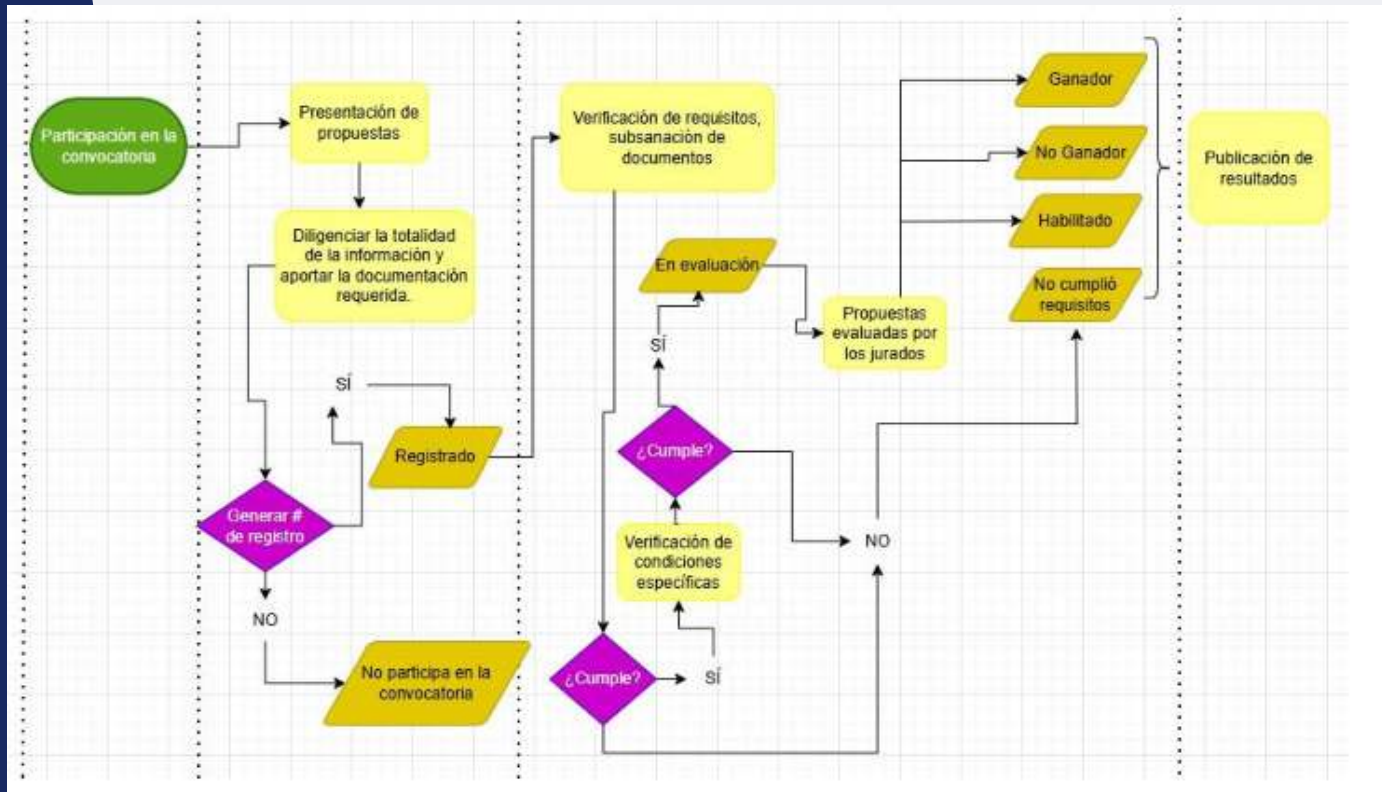 Participación en la
convocatoria
Presentación de
propuestas
Diligenciar la totalidad
de la información y
aportar la documentación
requerida.
SÍ
Registrado
Generar #
de registro
NO
No participa en la
convocatoria
Verificación de requisitos,
subsanación de
documentos
En evaluación
SÍ
Propuestas
evaluadas por
los jurados
¿Cumple?
NO
Verificación de
condiciones
específicas
¿Cumple?
SÍ
Ganador
No Ganador
Habilitado
No cumplió
requisitos
Publicación de
resultados